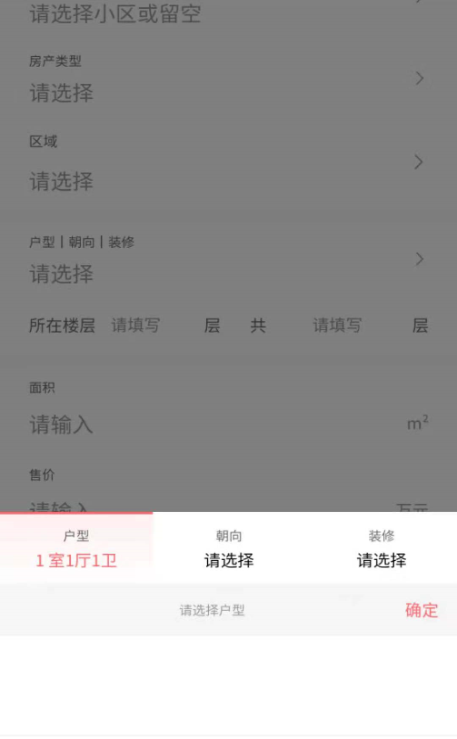 请选择小区或留空
房产类型
请选择
区域
请选择
户型 | 朝向 | 装修
请选择
所在楼层 请填写 层 共 请填写 层
面积
请输入 m²
售价
请输入 万元
户型 朝向 装修
1 室1厅1卫 请选择 请选择
请选择户型 确定